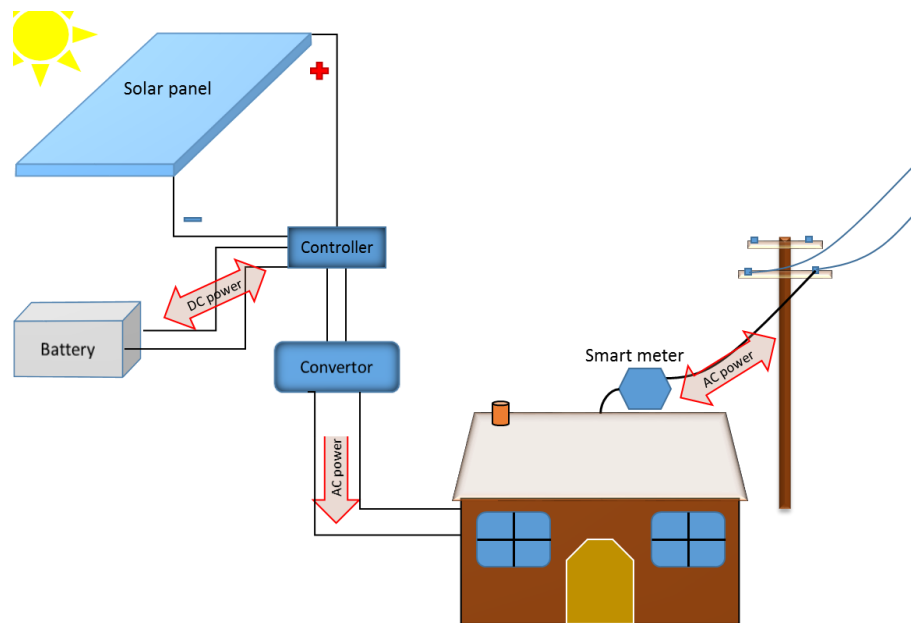 Solar panel
Controller
DC power
Battery
Convertor
Smart meter
AC power
AC power